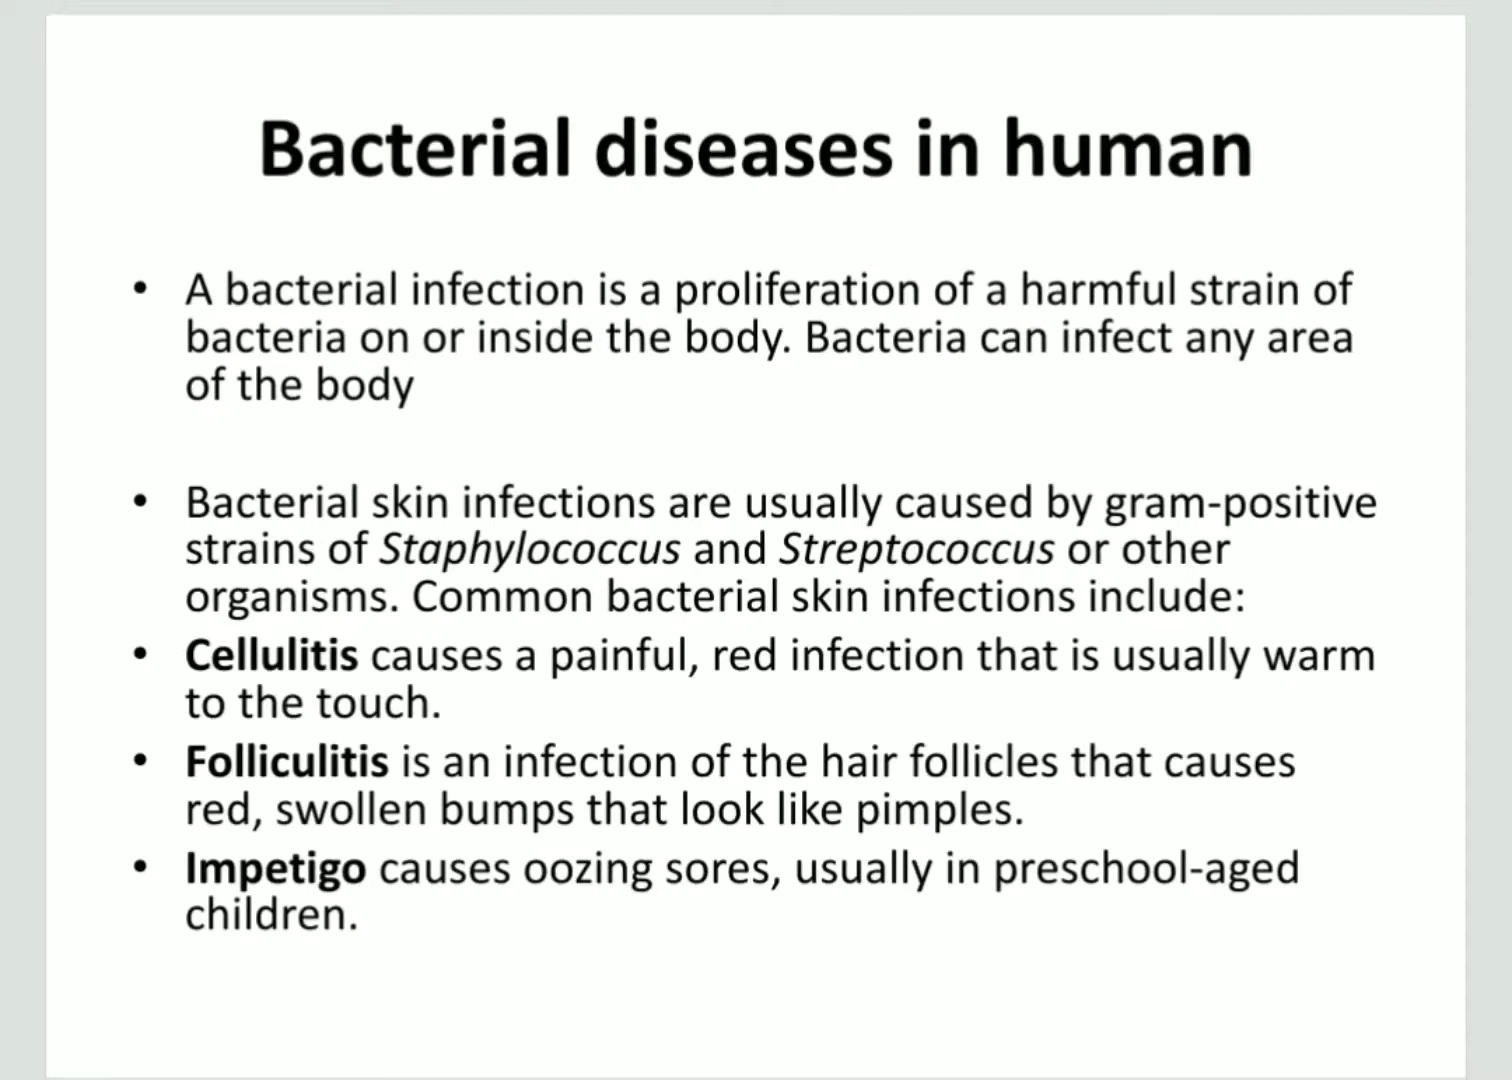 Bacterial diseases in human
• A bacterial infection is a proliferation of a harmful strain of
bacteria on or inside the body. Bacteria can infect any area
of the body
• Bacterial skin infections are usually caused by gram-positive
strains of Staphylococcus and Streptococcus or other
organisms. Common bacterial skin infections include:
• Cellulitis causes a painful, red infection that is usually warm
to the touch.
• Folliculitis is an infection of the hair follicles that causes
red, swollen bumps that look like pimples.
• Impetigo causes oozing sores, usually in preschool-aged
children.